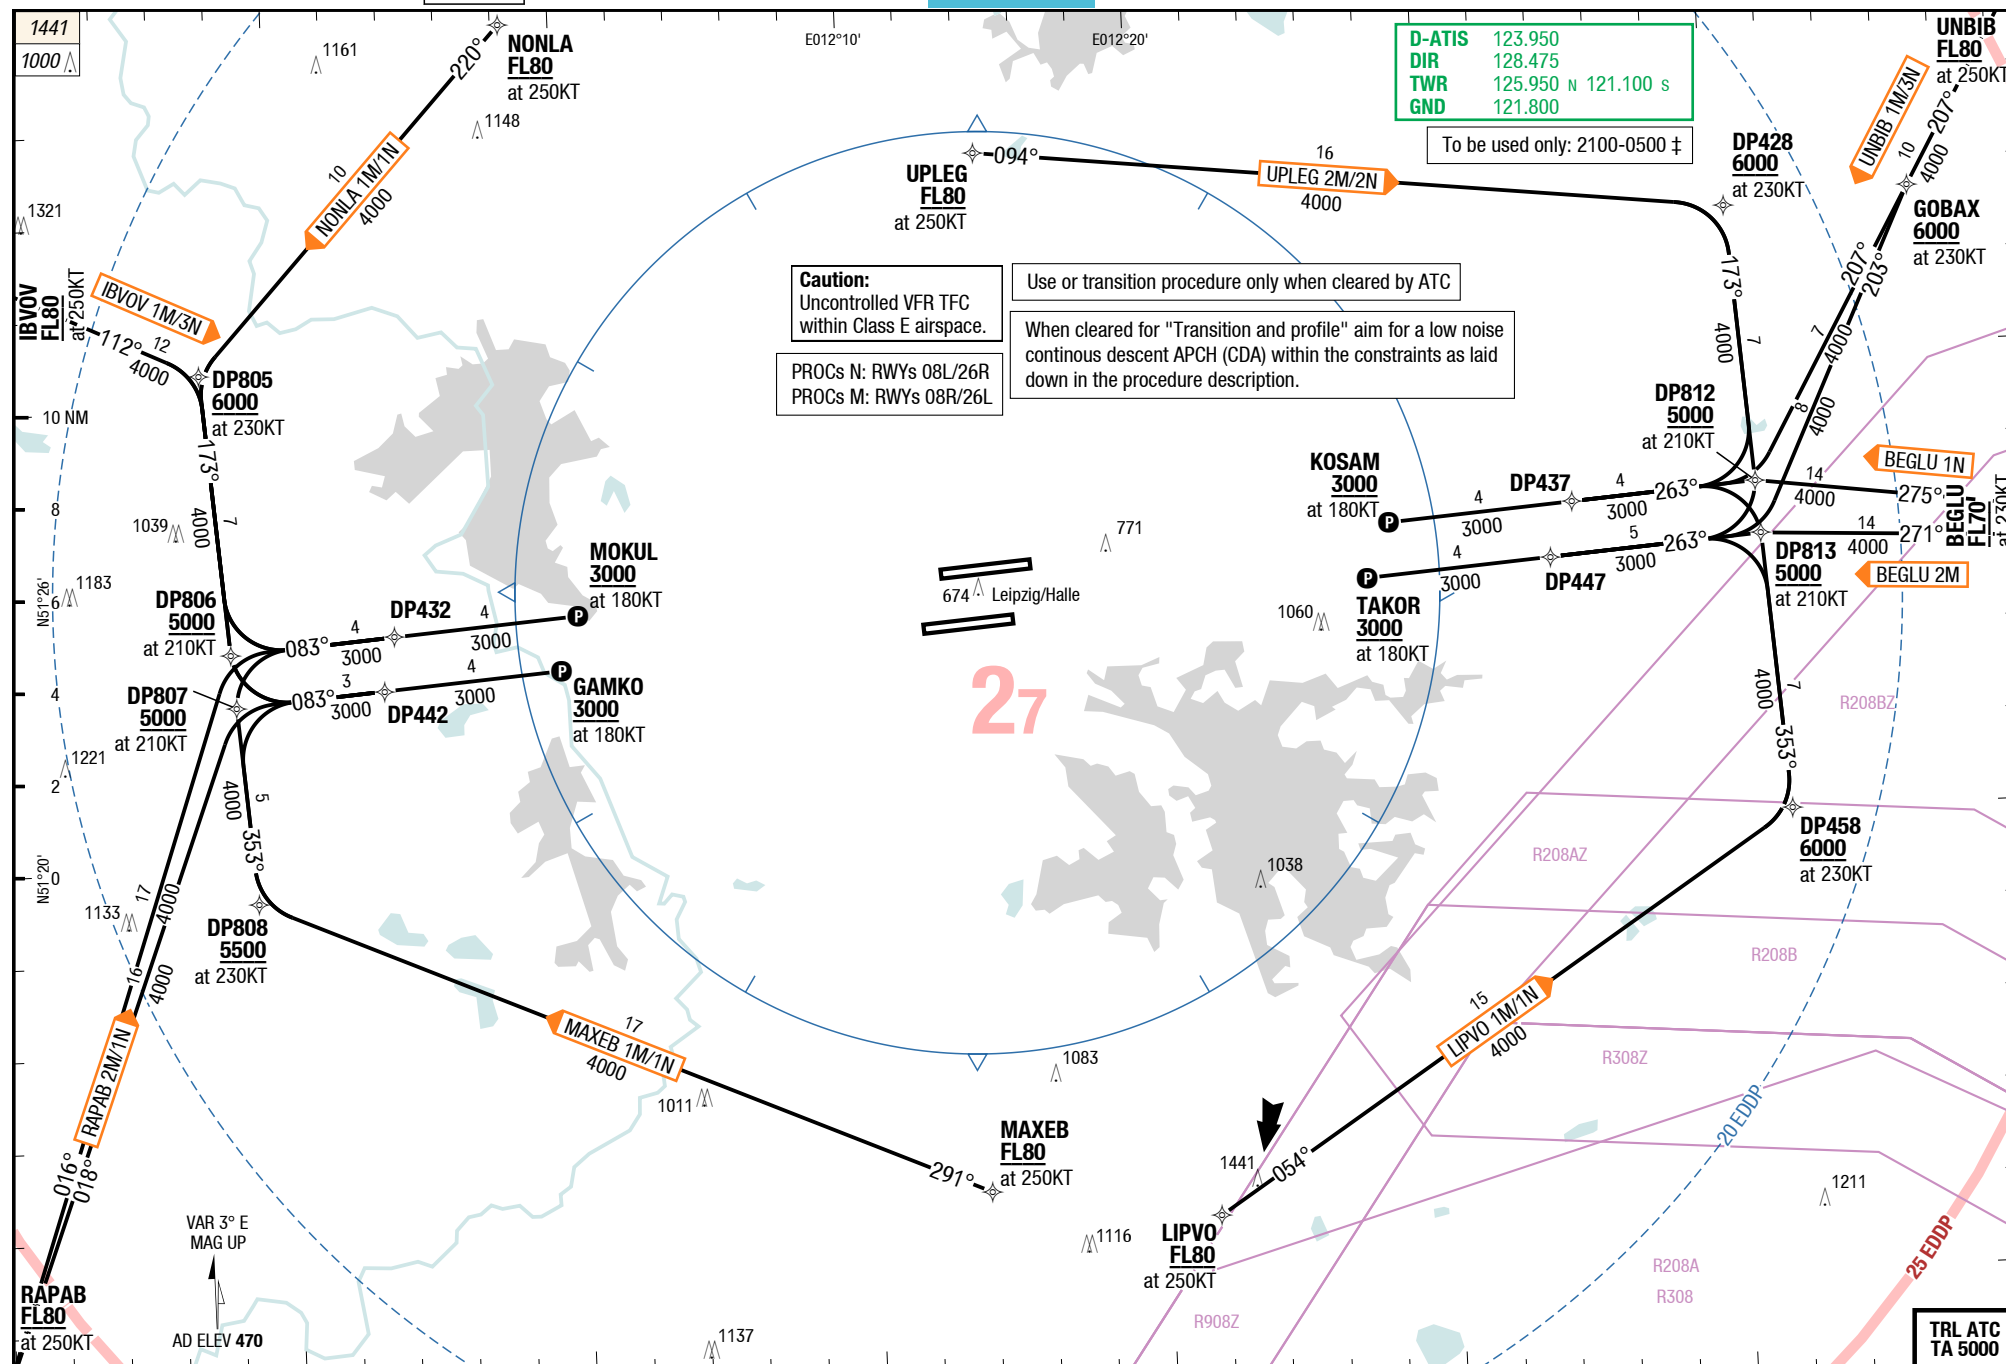 1441
1000
1161
NONLA
FL80
at 250KT
220°
10
NONLA 1M/1N
4000
1148
E012°10'
E012°20'
D-ATIS 123.950
DIR 128.475
TWR 125.950 N 121.100 S
GND 121.800
To be used only: 2100-0500 ‡
UNBIB
FL80
at 250KT
UNBIB 1M/3N
207°
10
4000
DP428
6000
at 230KT
GOBAX
6000
at 230KT
UPLEG
FL80
at 250KT
094°
16
UPLEG 2M/2N
4000
173°
7
4000
207°
203°
7
4000
8
4000
1321
IBVOV
FL80
at 250KT
IBVOV 1M/3N
112°
12
4000
DP805
6000
at 230KT
Caution:
Uncontrolled VFR TFC
within Class E airspace.
Use or transition procedure only when cleared by ATC
When cleared for "Transition and profile" aim for a low noise
continous descent APCH (CDA) within the constraints as laid
down in the procedure description.
PROCs N: RWYs 08L/26R
PROCs M: RWYs 08R/26L
10 NM
8
6
4
2
0
N51°26'
N51°20'
173°
7
4000
1039
1183
1221
1133
DP806
5000
at 210KT
DP807
5000
at 210KT
083°
4
3000
DP432
4
3000
MOKUL
3000
at 180KT
P
083°
3
3000
DP442
4
3000
P
GAMKO
3000
at 180KT
674
Leipzig/Halle
771
27
1060
KOSAM
3000
at 180KT
P
4
3000
DP437
4
3000
263°
DP812
5000
at 210KT
P
TAKOR
3000
at 180KT
4
3000
DP447
5
3000
263°
DP813
5000
at 210KT
BEGLU 1N
14
4000
275°
14
4000
271°
BEGLU
FL70
at 230KT
BEGLU 2M
R208BZ
7
4000
353°
DP458
6000
at 230KT
5
4000
353°
DP808
5500
at 230KT
17
4000
16
4000
RAPAB 2M/1N
016°
018°
RAPAB
FL80
at 250KT
17
MAXEB 1M/1N
4000
291°
MAXEB
FL80
at 250KT
1011
1083
1116
1137
1038
R208AZ
R208B
15
LIPVO 1M/1N
4000
R308Z
20 EDDP
1441
054°
LIPVO
FL80
at 250KT
1211
25 EDDP
R208A
R308
R908Z
VAR 3° E
MAG UP
AD ELEV 470
TRL ATC
TA 5000